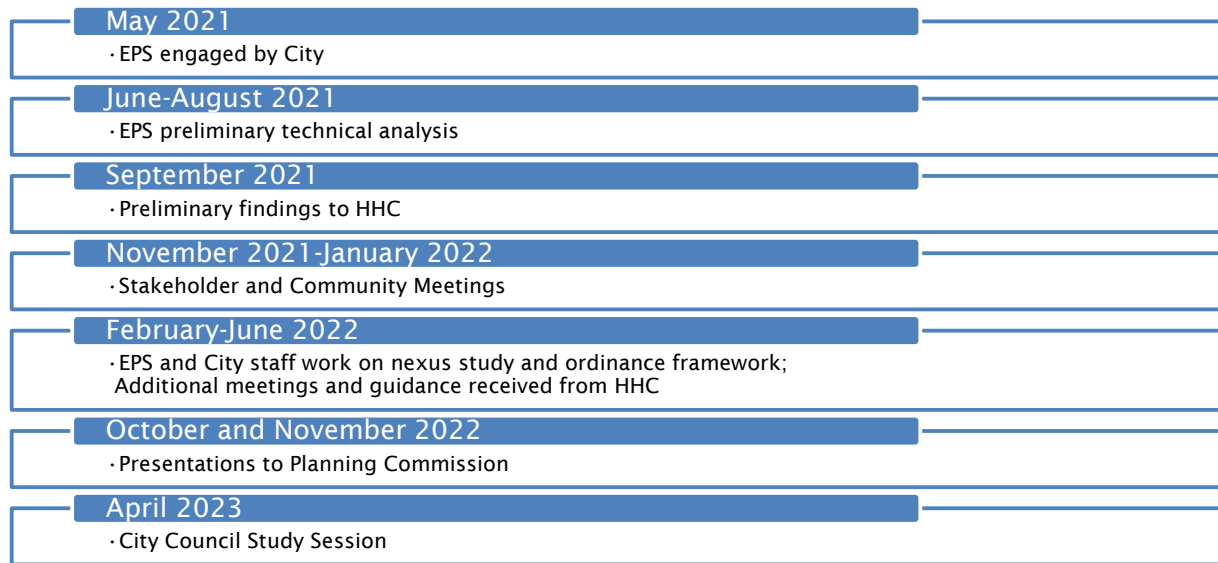 May 2021
·EPS engaged by City
June-August 2021
·EPS preliminary technical analysis
September 2021
·Preliminary findings to HHC
November 2021-January 2022
·Stakeholder and Community Meetings
February-June 2022
·EPS and City staff work on nexus study and ordinance framework;
Additional meetings and guidance received from HHC
October and November 2022
·Presentations to Planning Commission
April 2023
·City Council Study Session